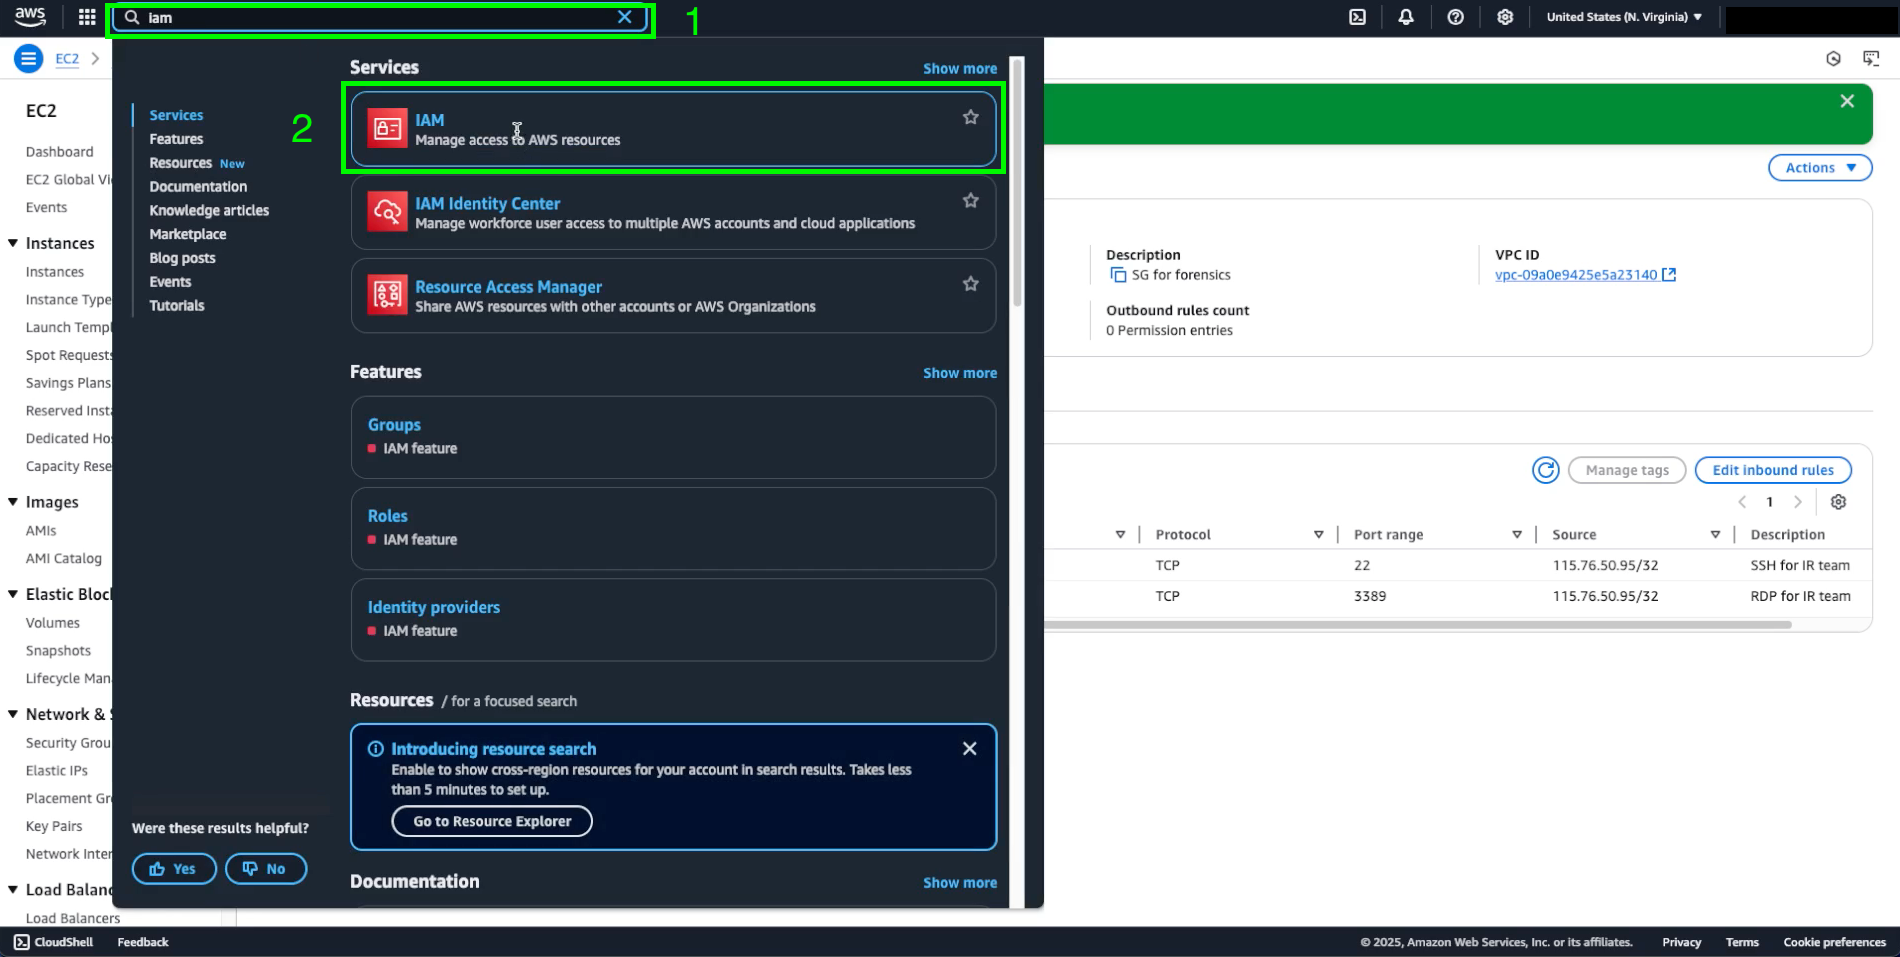 aws
iam
1
United States (N. Virginia)
EC2
EC2
Dashboard
EC2 Global Vi
Events
Instances
Instances
Instance Type
Launch Templ
Spot Requests
Savings Plans
Reserved Insta
Dedicated Hos
Capacity Rese
Images
AMIs
AMI Catalog
Elastic Block
Volumes
Snapshots
Lifecycle Man
Network & S
Security Grou
Elastic IPs
Placement Gr
Key Pairs
Network Inter
Load Balanc
Load Balancers
Services
Features
Resources New
Documentation
Knowledge articles
Marketplace
Blog posts
Events
Tutorials
Were these results helpful?
Yes
No
2
Services
Show more
IAM
Manage access to AWS resources
IAM Identity Center
Manage workforce user access to multiple AWS accounts and cloud applications
Resource Access Manager
Share AWS resources with other accounts or AWS Organizations
Features
Show more
Groups
IAM feature
Roles
IAM feature
Identity providers
IAM feature
Resources / for a focused search
Introducing resource search
Enable to show cross-region resources for your account in search results. Takes less
than 5 minutes to set up.
Go to Resource Explorer
Documentation
Show more
Actions
Description
SG for forensics
VPC ID
vpc-09a0e9425e5a23140
Outbound rules count
0 Permission entries
Manage tags
Edit inbound rules
1
Protocol Port range Source Description
TCP 22 115.76.50.95/32 SSH for IR team
TCP 3389 115.76.50.95/32 RDP for IR team
CloudShell Feedback
© 2025, Amazon Web Services, Inc. or its affiliates. Privacy Terms Cookie preferences